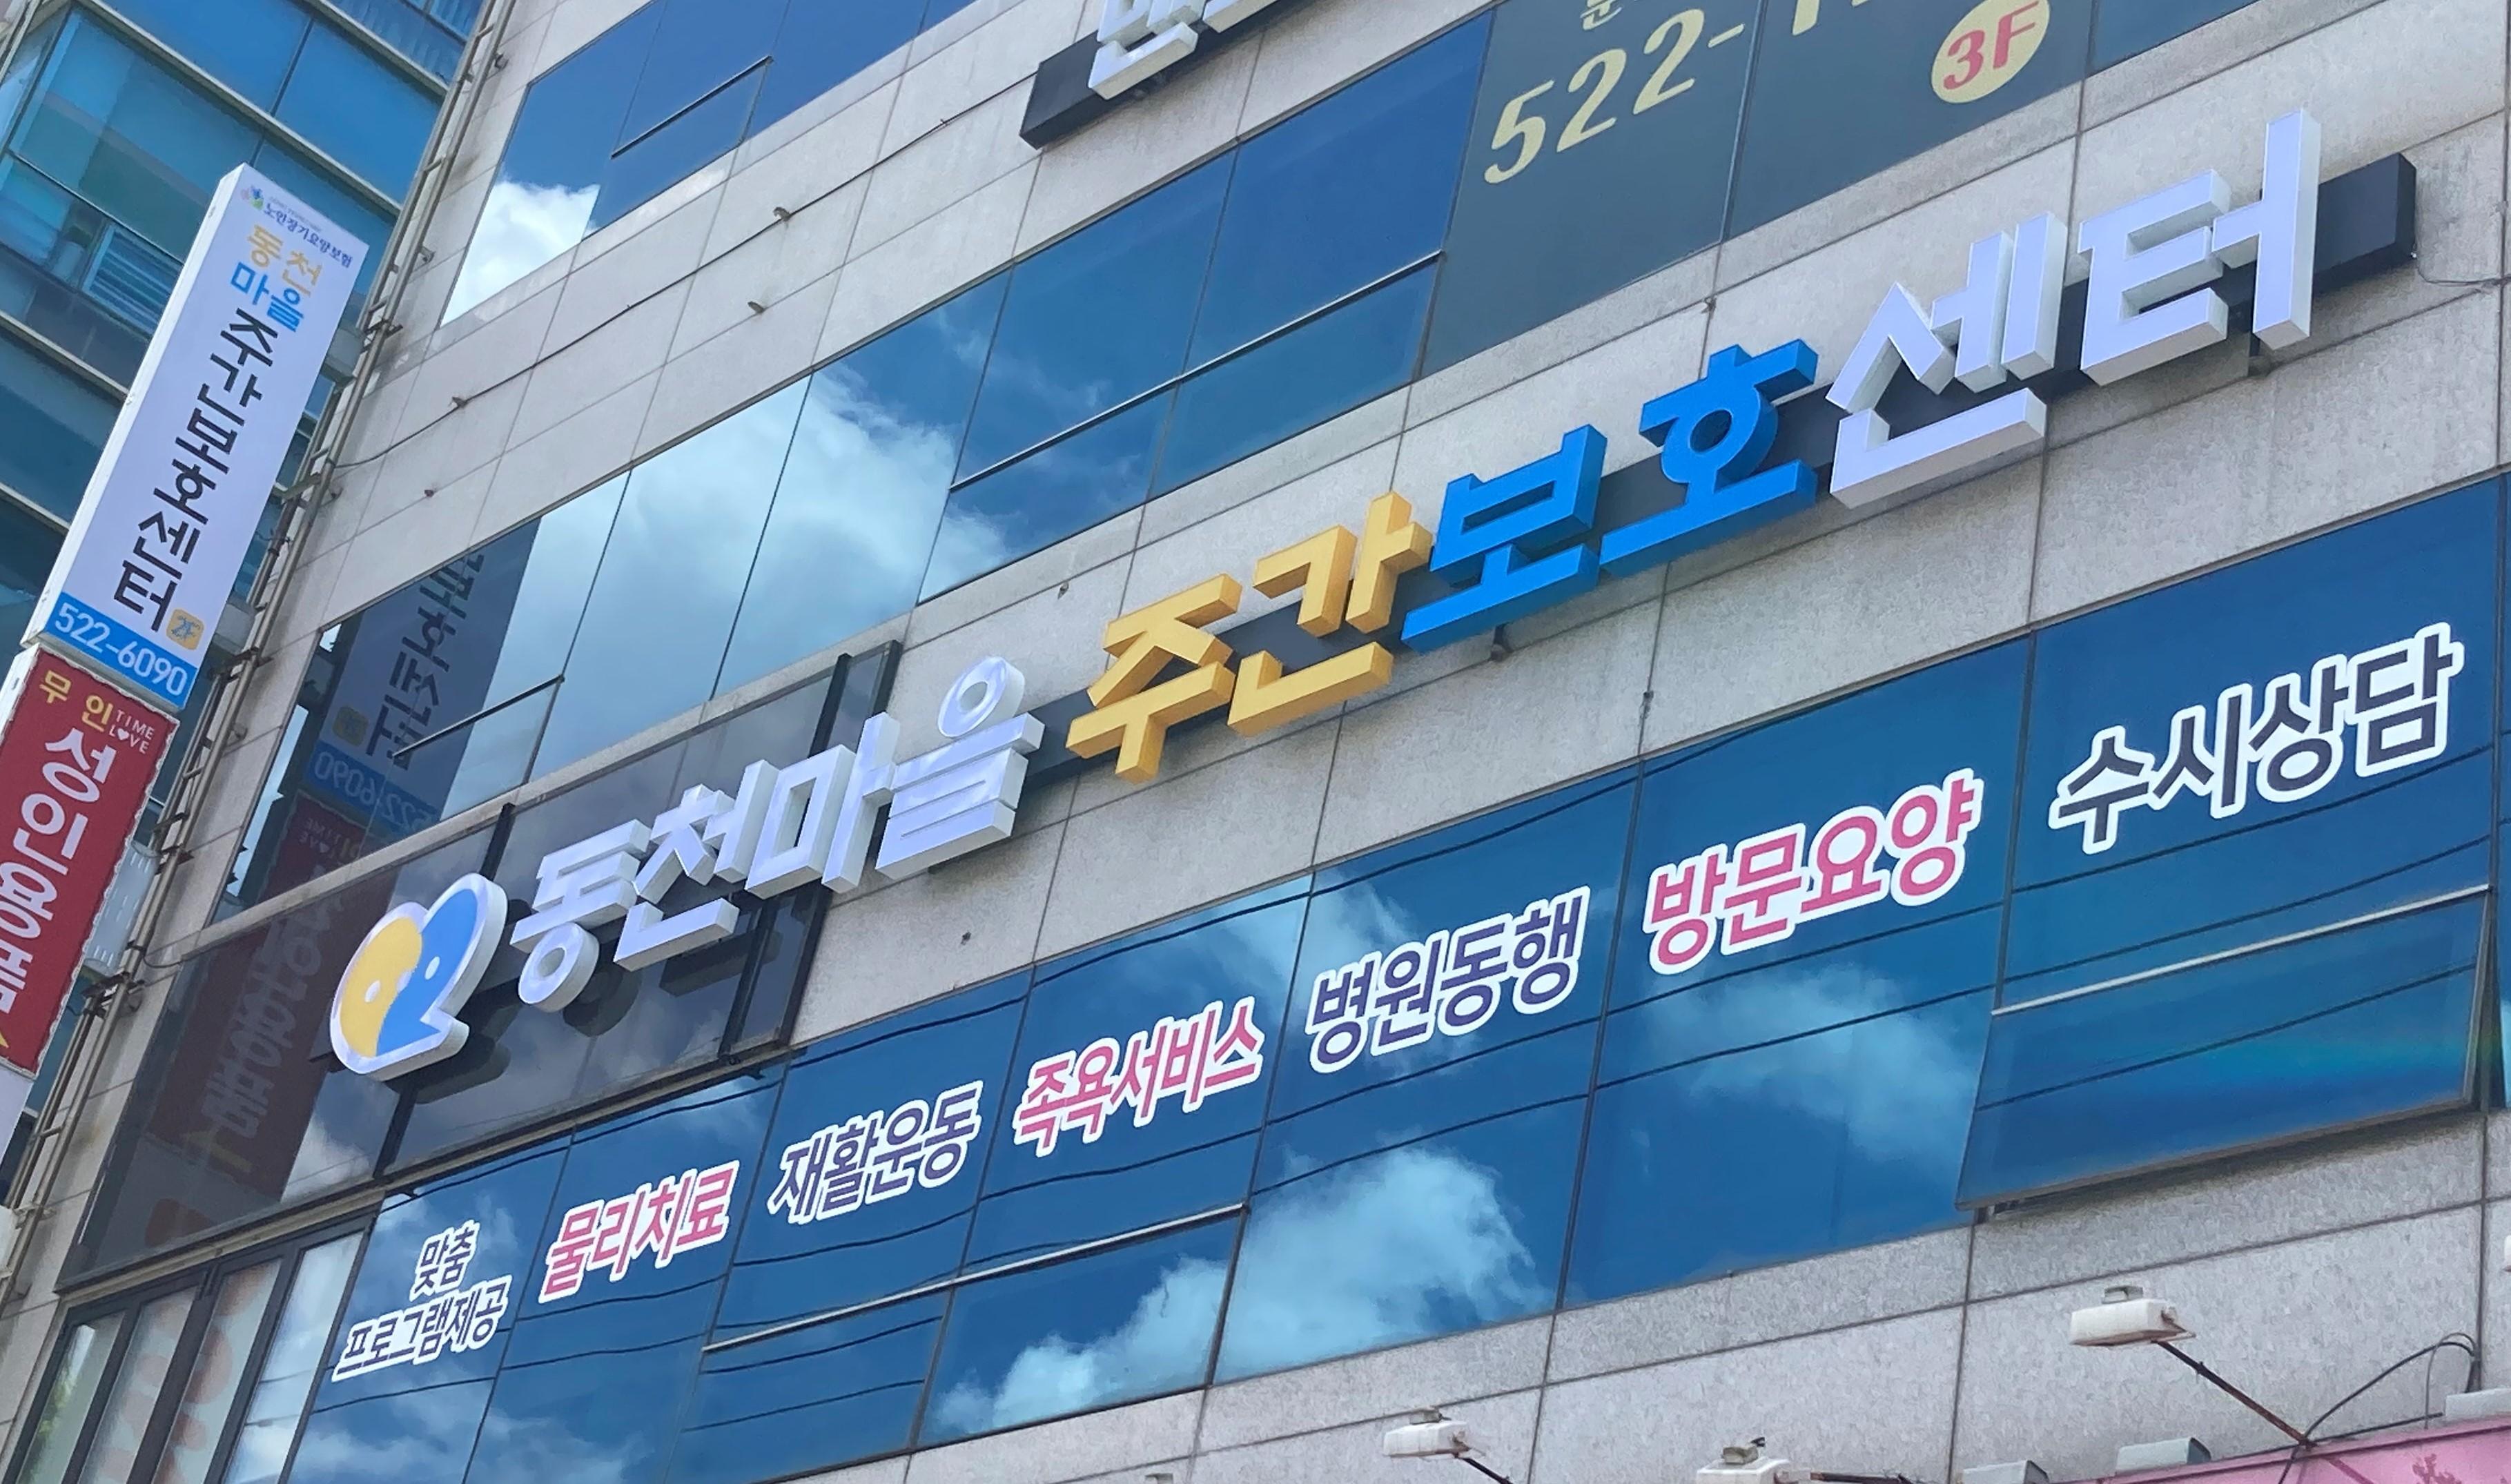 522-1
3F
노인장기요양보험
동천
마을
주간보호센터
2F
522-6090
무인
TIME
LOVE
성인용품
동천마을 주간보호센터
맞춤
프로그램제공
물리치료
재활운동
족욕서비스
병원동행
방문요양
수시상담